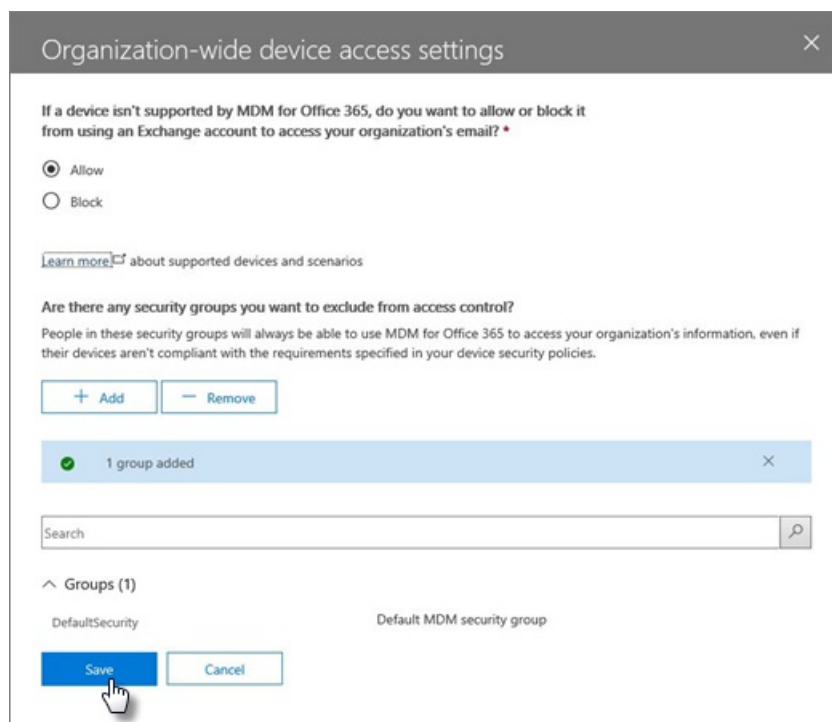 Organization-wide device access settings
If a device isn't supported by MDM for Office 365, do you want to allow or block it
from using an Exchange account to access your organization's email? *
Allow
Block
Learn more about supported devices and scenarios
Are there any security groups you want to exclude from access control?
People in these security groups will always be able to use MDM for Office 365 to access your organization's information, even if
their devices aren't compliant with the requirements specified in your device security policies.
+ Add
− Remove
1 group added
Search
Groups (1)
DefaultSecurity Default MDM security group
Save
Cancel